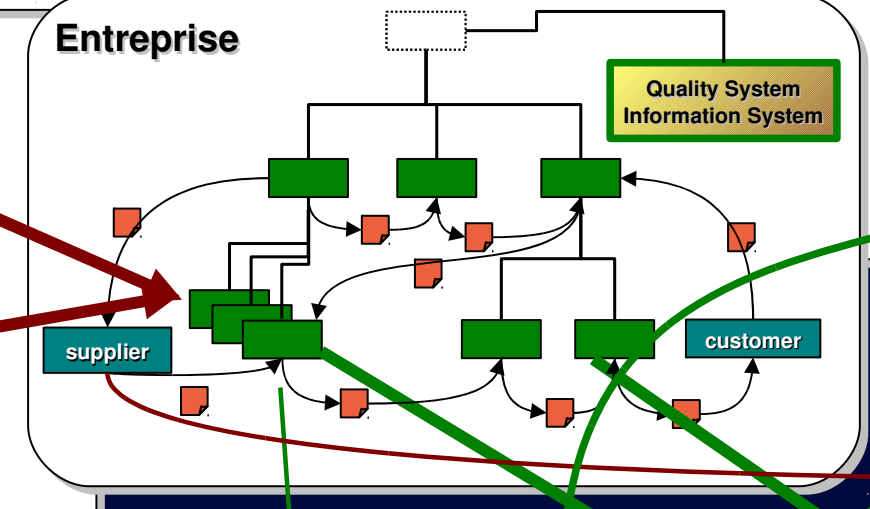 Entreprise
Quality System
Information System
supplier
customer